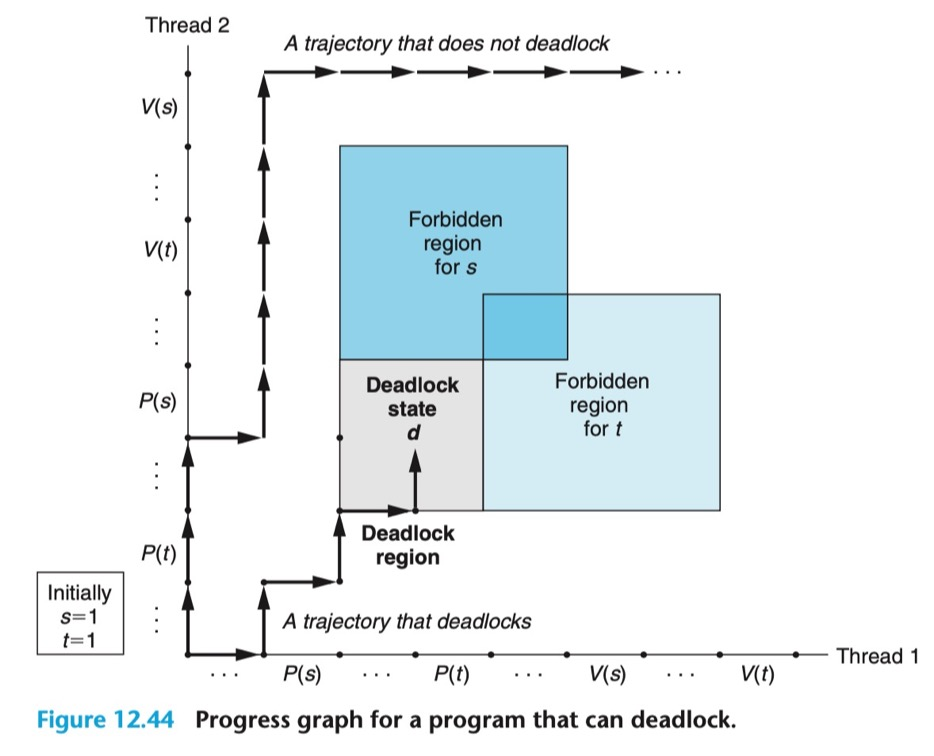 Thread 2
A trajectory that does not deadlock
...
V(s)
⋮
Forbidden
region
for s
V(t)
⋮
P(s)
Deadlock
state
d
Forbidden
region
for t
⋮
P(t)
Deadlock
region
Initially
s=1
t=1
⋮
A trajectory that deadlocks
Thread 1
... P(s) ... P(t) ... V(s) ... V(t)
Figure 12.44 Progress graph for a program that can deadlock.